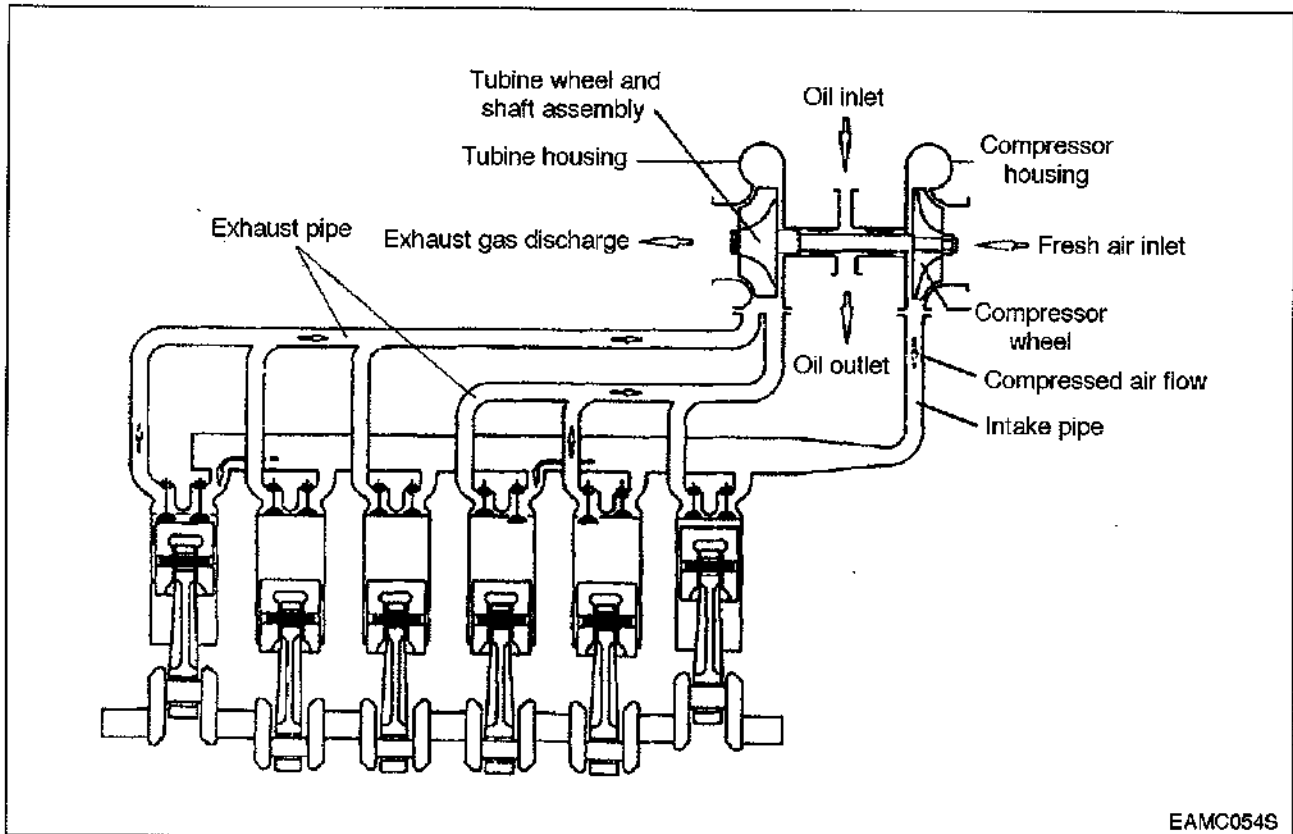 Tubine wheel and
shaft assembly
Oil inlet
Tubine housing
Compressor
housing
Exhaust pipe
Exhaust gas discharge
Fresh air inlet
Compressor
wheel
Oil outlet
Compressed air flow
Intake pipe
EAMC054S